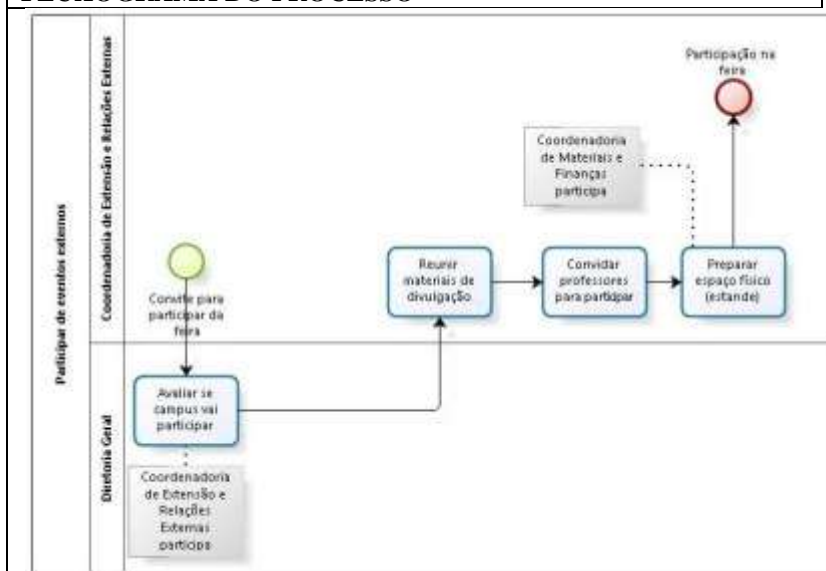 FLUXOGRAMA DO PROCESSO
Participar de eventos externos
Coordenadoria de Extensão e Relações Externas
Convite para
participar da
feira
Reunir
materiais de
divulgação
Convidar
professores
para participar
Preparar
espaço físico
(estande)
Coordenadoria
de Materiais e
Finanças
participa
Participação na
feira
Diretoria Geral
Avaliar se
campus vai
participar
Coordenadoria
de Extensão e
Relações
Externas
participa